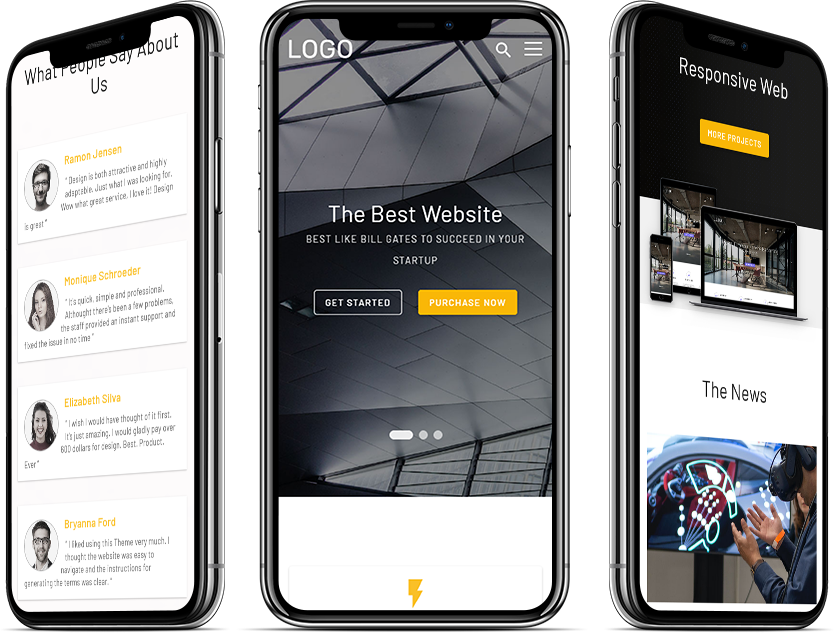 What People Say About
Us
Ramon Jensen
" Design is both attractive and highly
adaptable. Just what I was looking for.
Wow what great service. I love it! Design
is great "
Monique Schroeder
" It's quick, simple and professional.
Althought there's been a few problems,
the staff provided an instant support and
fixed the issue in no time "
Elizabeth Silva
" I wish I would have thought of it first.
It's just amazing. I would gladly pay over
600 dollars for design. Best. Product.
Ever "
Bryanna Ford
" I liked using this Theme very much. I
thought the website was easy to
navigate and the instructions for
generating the terms was clear. "
LOGO
The Best Website
BEST LIKE BILL GATES TO SUCCEED IN YOUR
STARTUP
GET STARTED
PURCHASE NOW
Responsive Web
MORE PROJECTS
The News